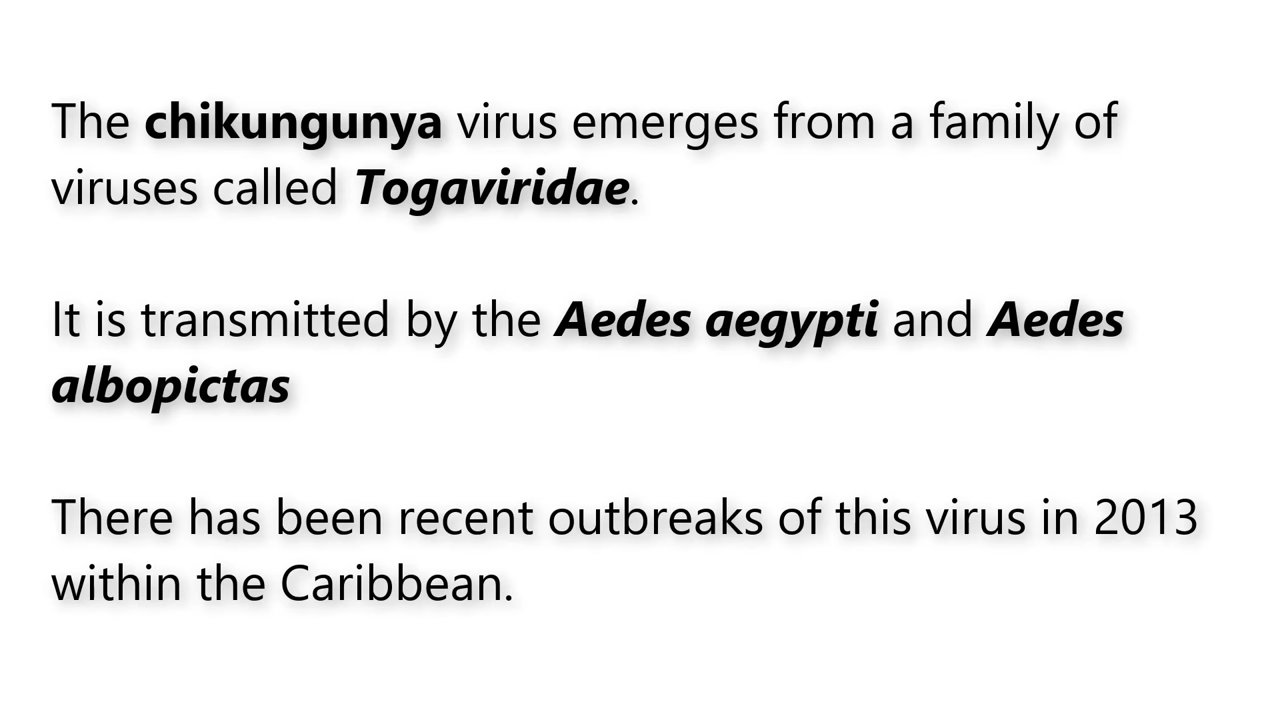 The chikungunya virus emerges from a family of
viruses called Togaviridae.
It is transmitted by the Aedes aegypti and Aedes
albopictas
There has been recent outbreaks of this virus in 2013
within the Caribbean.